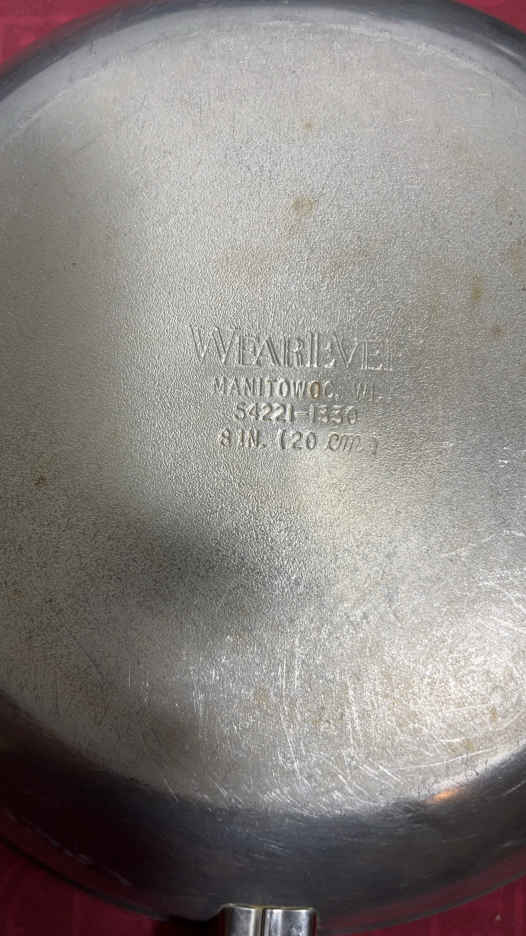 WEAREVER
MANITOWOC, WI.
54221-1330
8 IN. (20 cm)